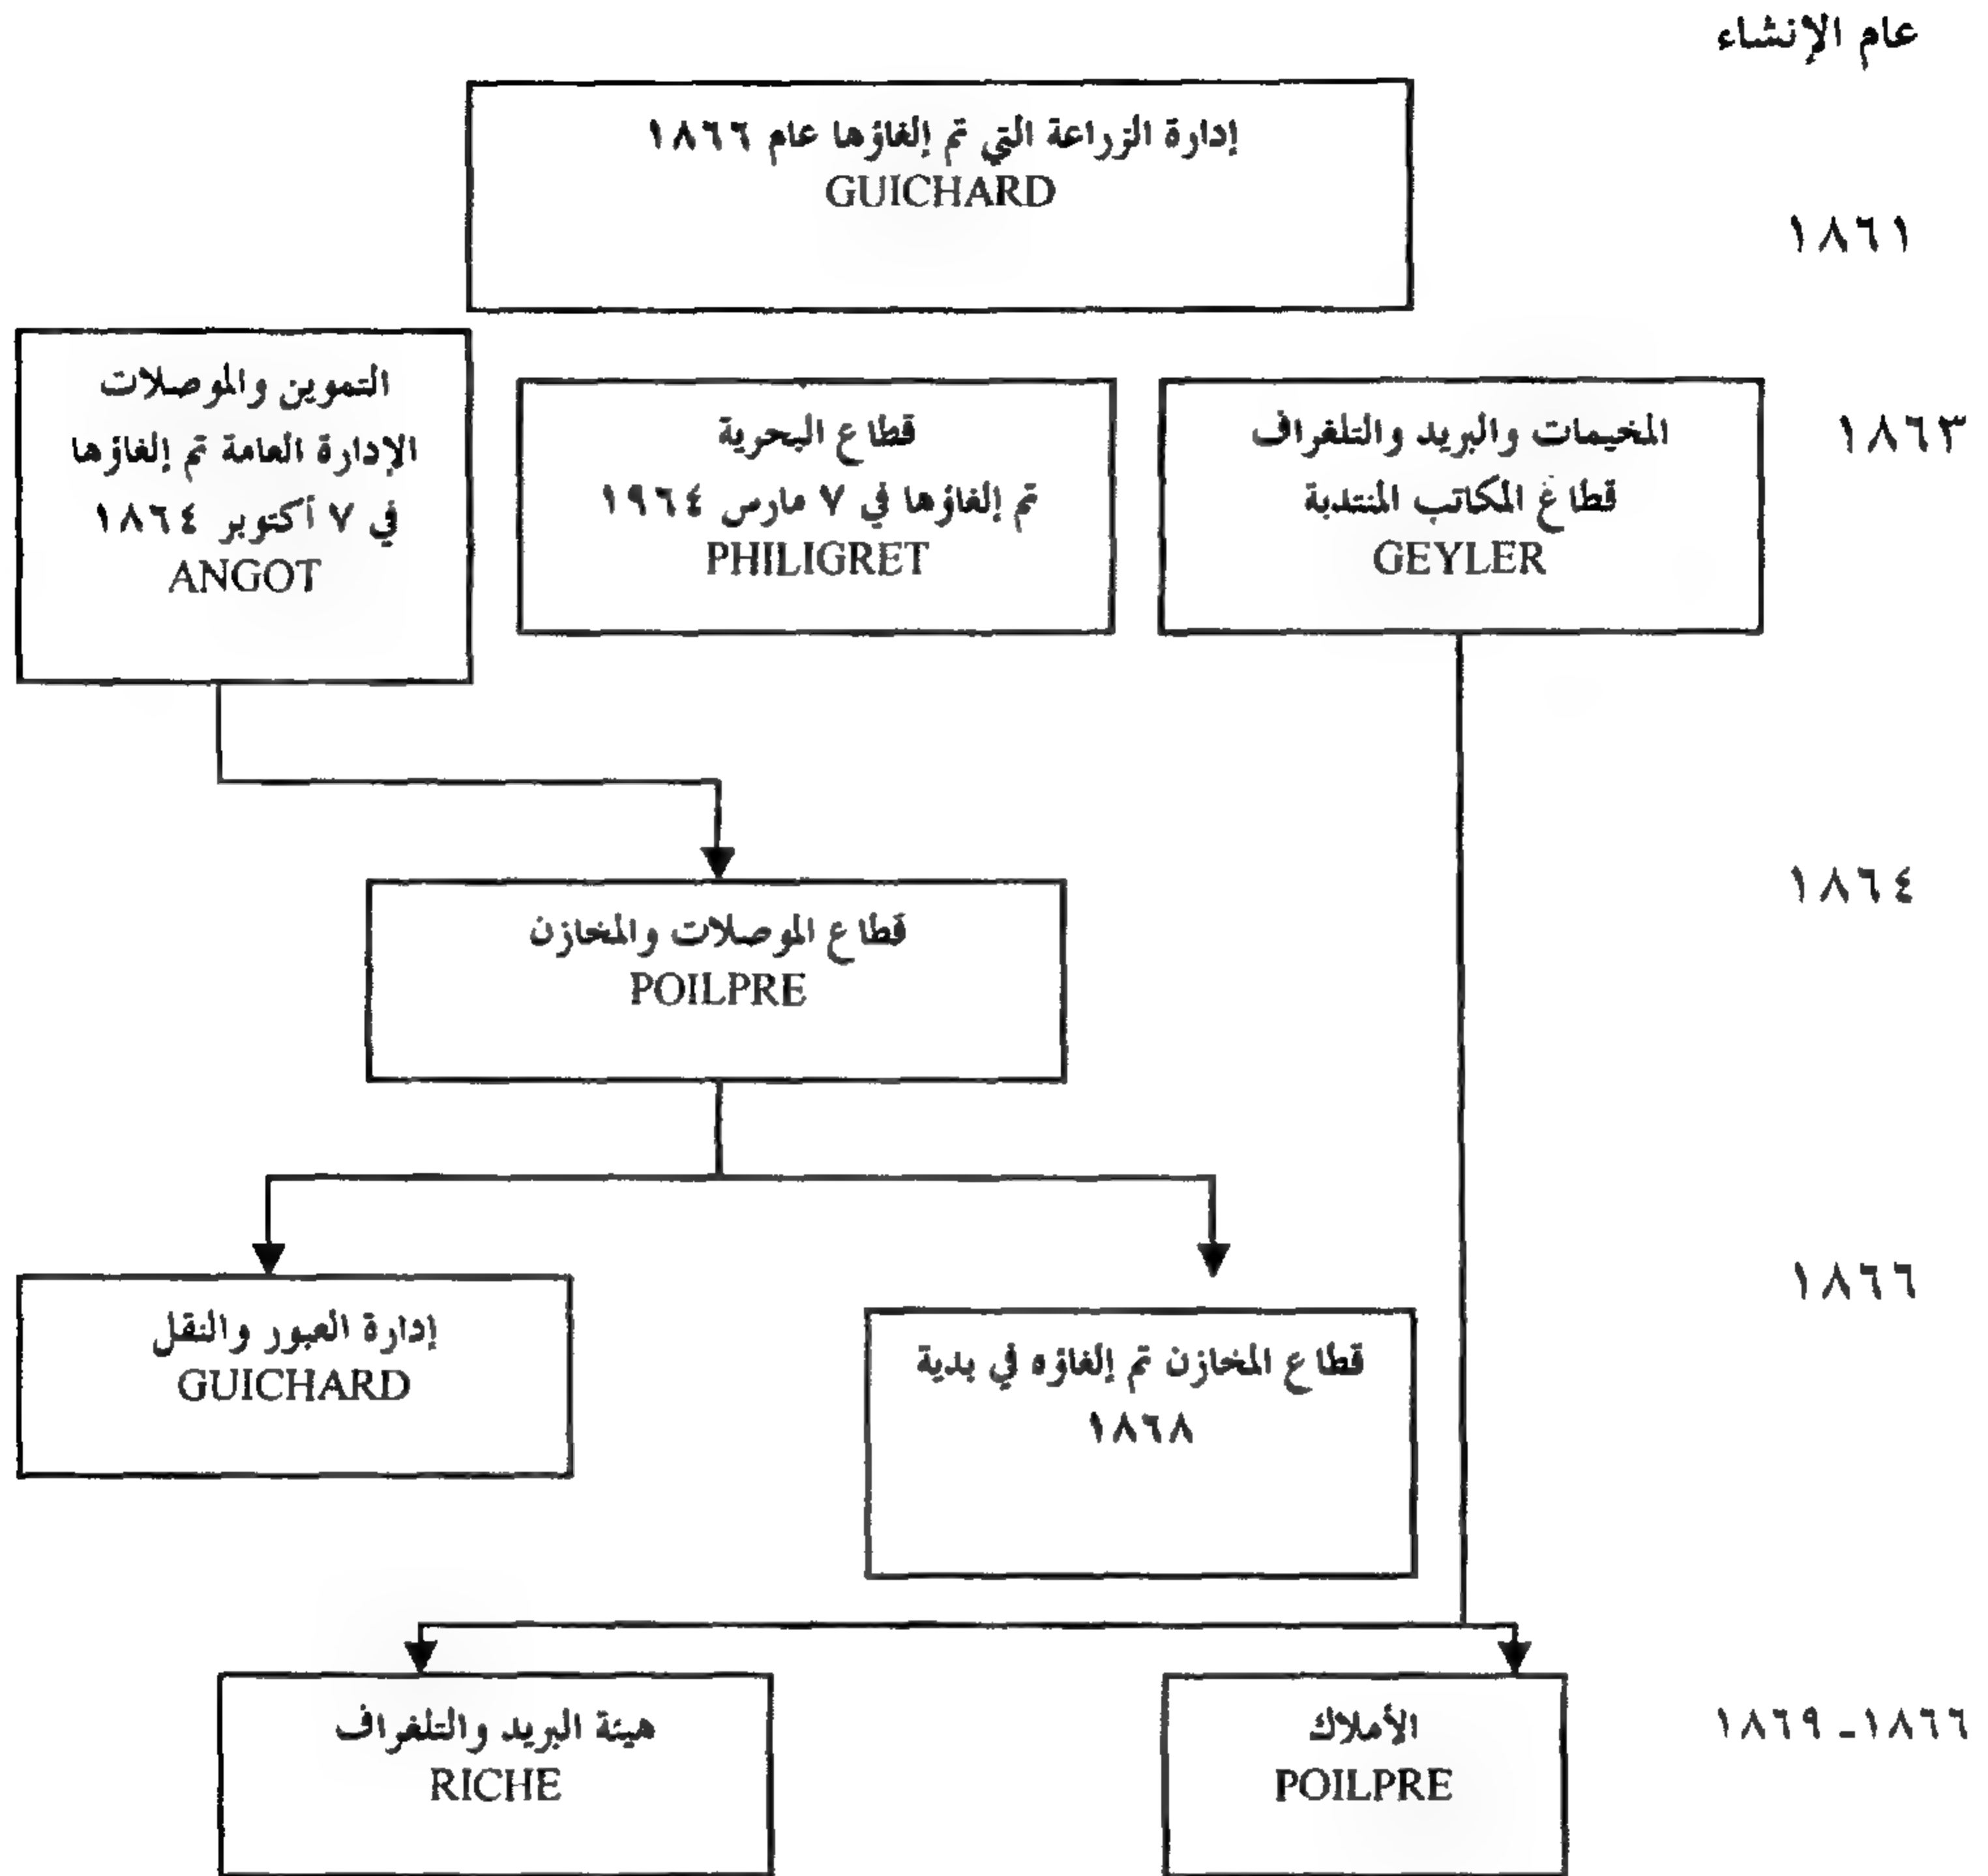 عام الإنشاء
إدارة الزراعة التي تم إلغاؤها عام ١٨٦٦
GUICHARD
١٨٦١
المخيمات والبريد والتلغراف
قطاع المكاتب المنتدبة
GEYLER
قطاع البحرية
تم إلغاؤها في ٧ مارس ١٩٦٤
PHILIGRET
التموين والموصلات
الإدارة العامة تم إلغاؤها
في ٧ أكتوبر ١٨٦٤
ANGOT
١٨٦٣
قطاع الموصلات والمخازن
POILPRE
١٨٦٤
قطاع المخازن تم إلغاؤه في بدية
١٨٦٨
إدارة العبور والنقل
GUICHARD
١٨٦٦
الأملاك
POILPRE
هيئة البريد والتلغراف
RICHE
١٨٦٦-١٨٦٩